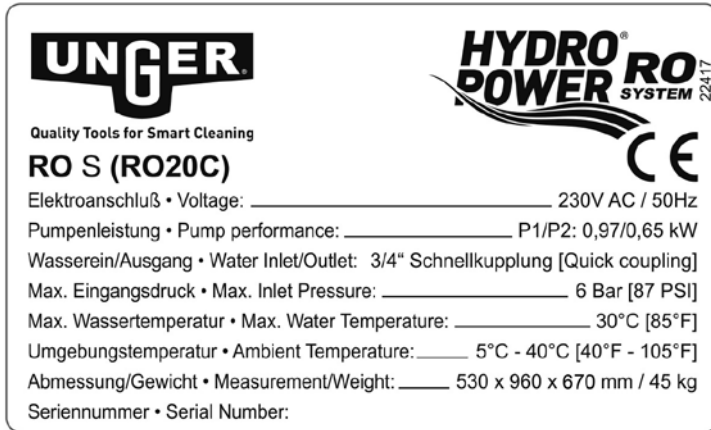 UNGER®
Quality Tools for Smart Cleaning
HYDRO®
POWER RO
SYSTEM
22417
CE
RO S (RO20C)
Elektroanschluß • Voltage: 230V AC / 50Hz
Pumpenleistung • Pump performance: P1/P2: 0,97/0,65 kW
Wasserein/Ausgang • Water Inlet/Outlet: 3/4“ Schnellkupplung [Quick coupling]
Max. Eingangsdruck • Max. Inlet Pressure: 6 Bar [87 PSI]
Max. Wassertemperatur • Max. Water Temperature: 30°C [85°F]
Umgebungstemperatur • Ambient Temperature: 5°C - 40°C [40°F - 105°F]
Abmessung/Gewicht • Measurement/Weight: 530 x 960 x 670 mm / 45 kg
Seriennummer • Serial Number: